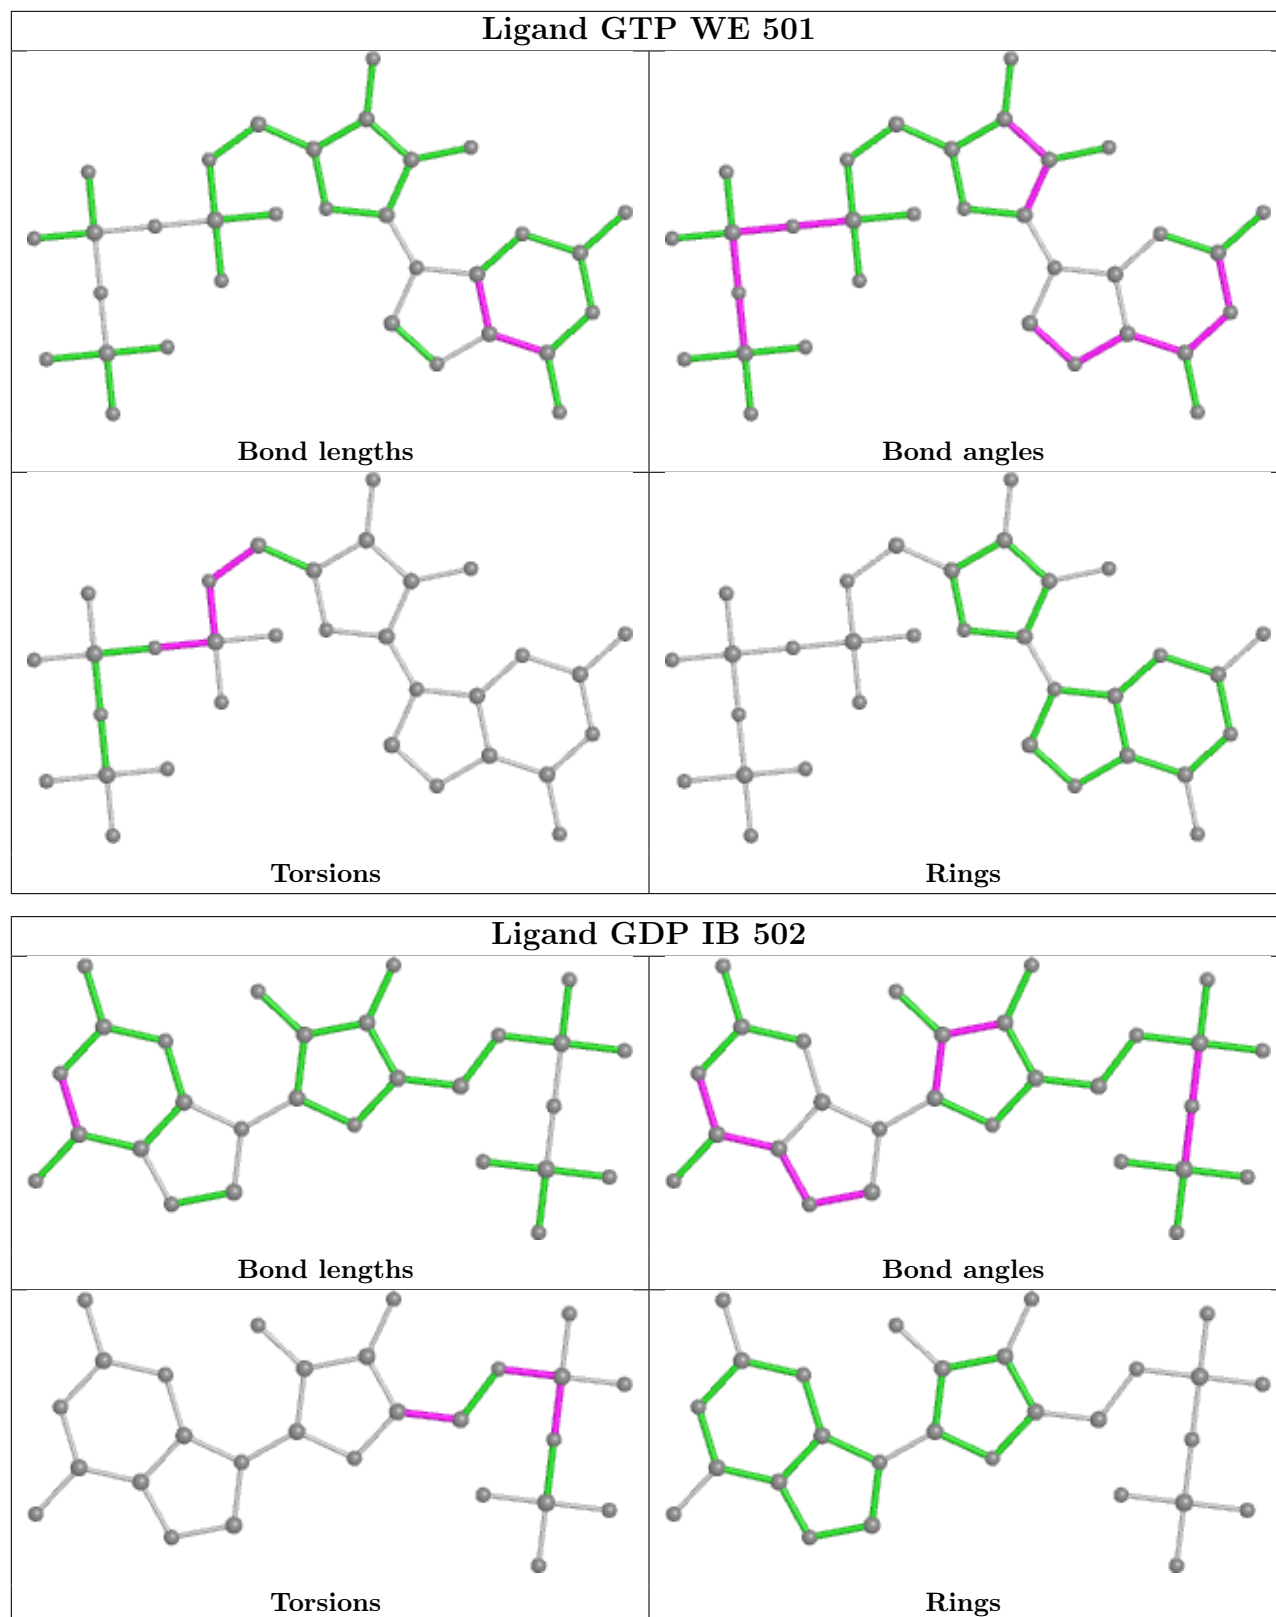 Ligand GTP WE 501
Bond lengths
Bond angles
Torsions
Rings
Ligand GDP IB 502
Bond lengths
Bond angles
Torsions
Rings